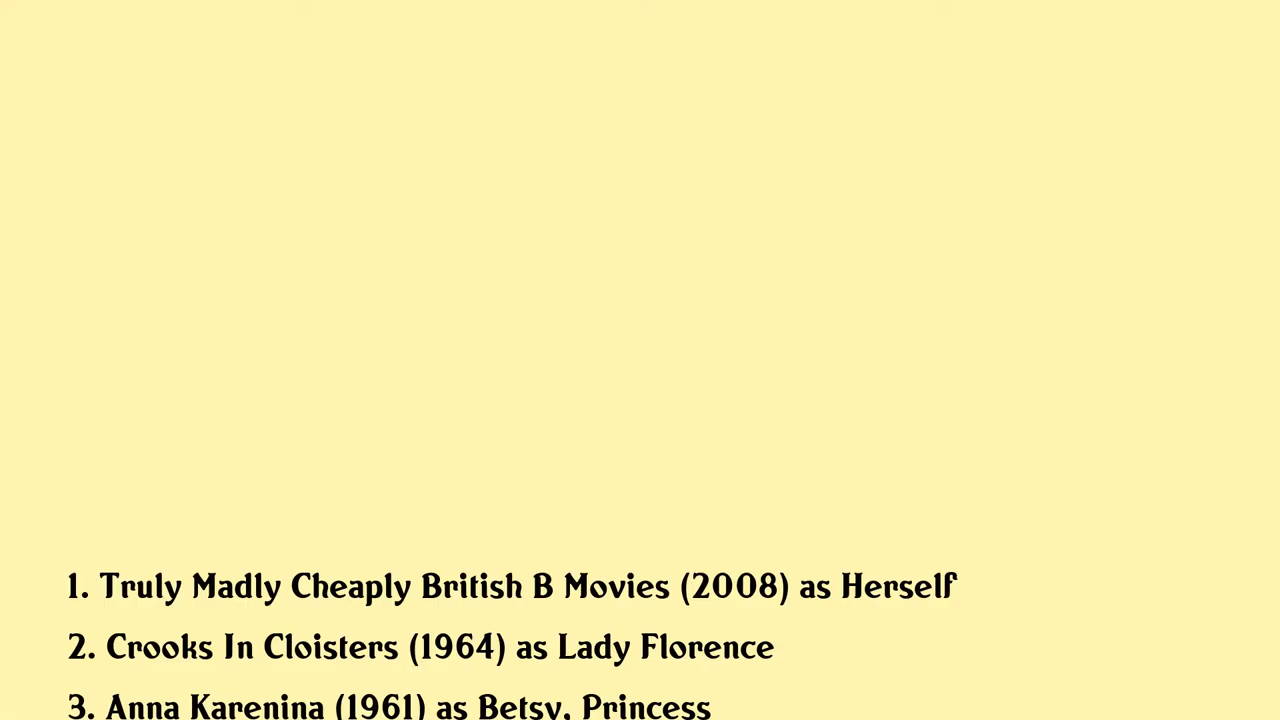 1. Truly Madly Cheaply British B Movies (2008) as Herself
2. Crooks In Cloisters (1964) as Lady Florence
3. Anna Karenina (1961) as Betsy, Princess